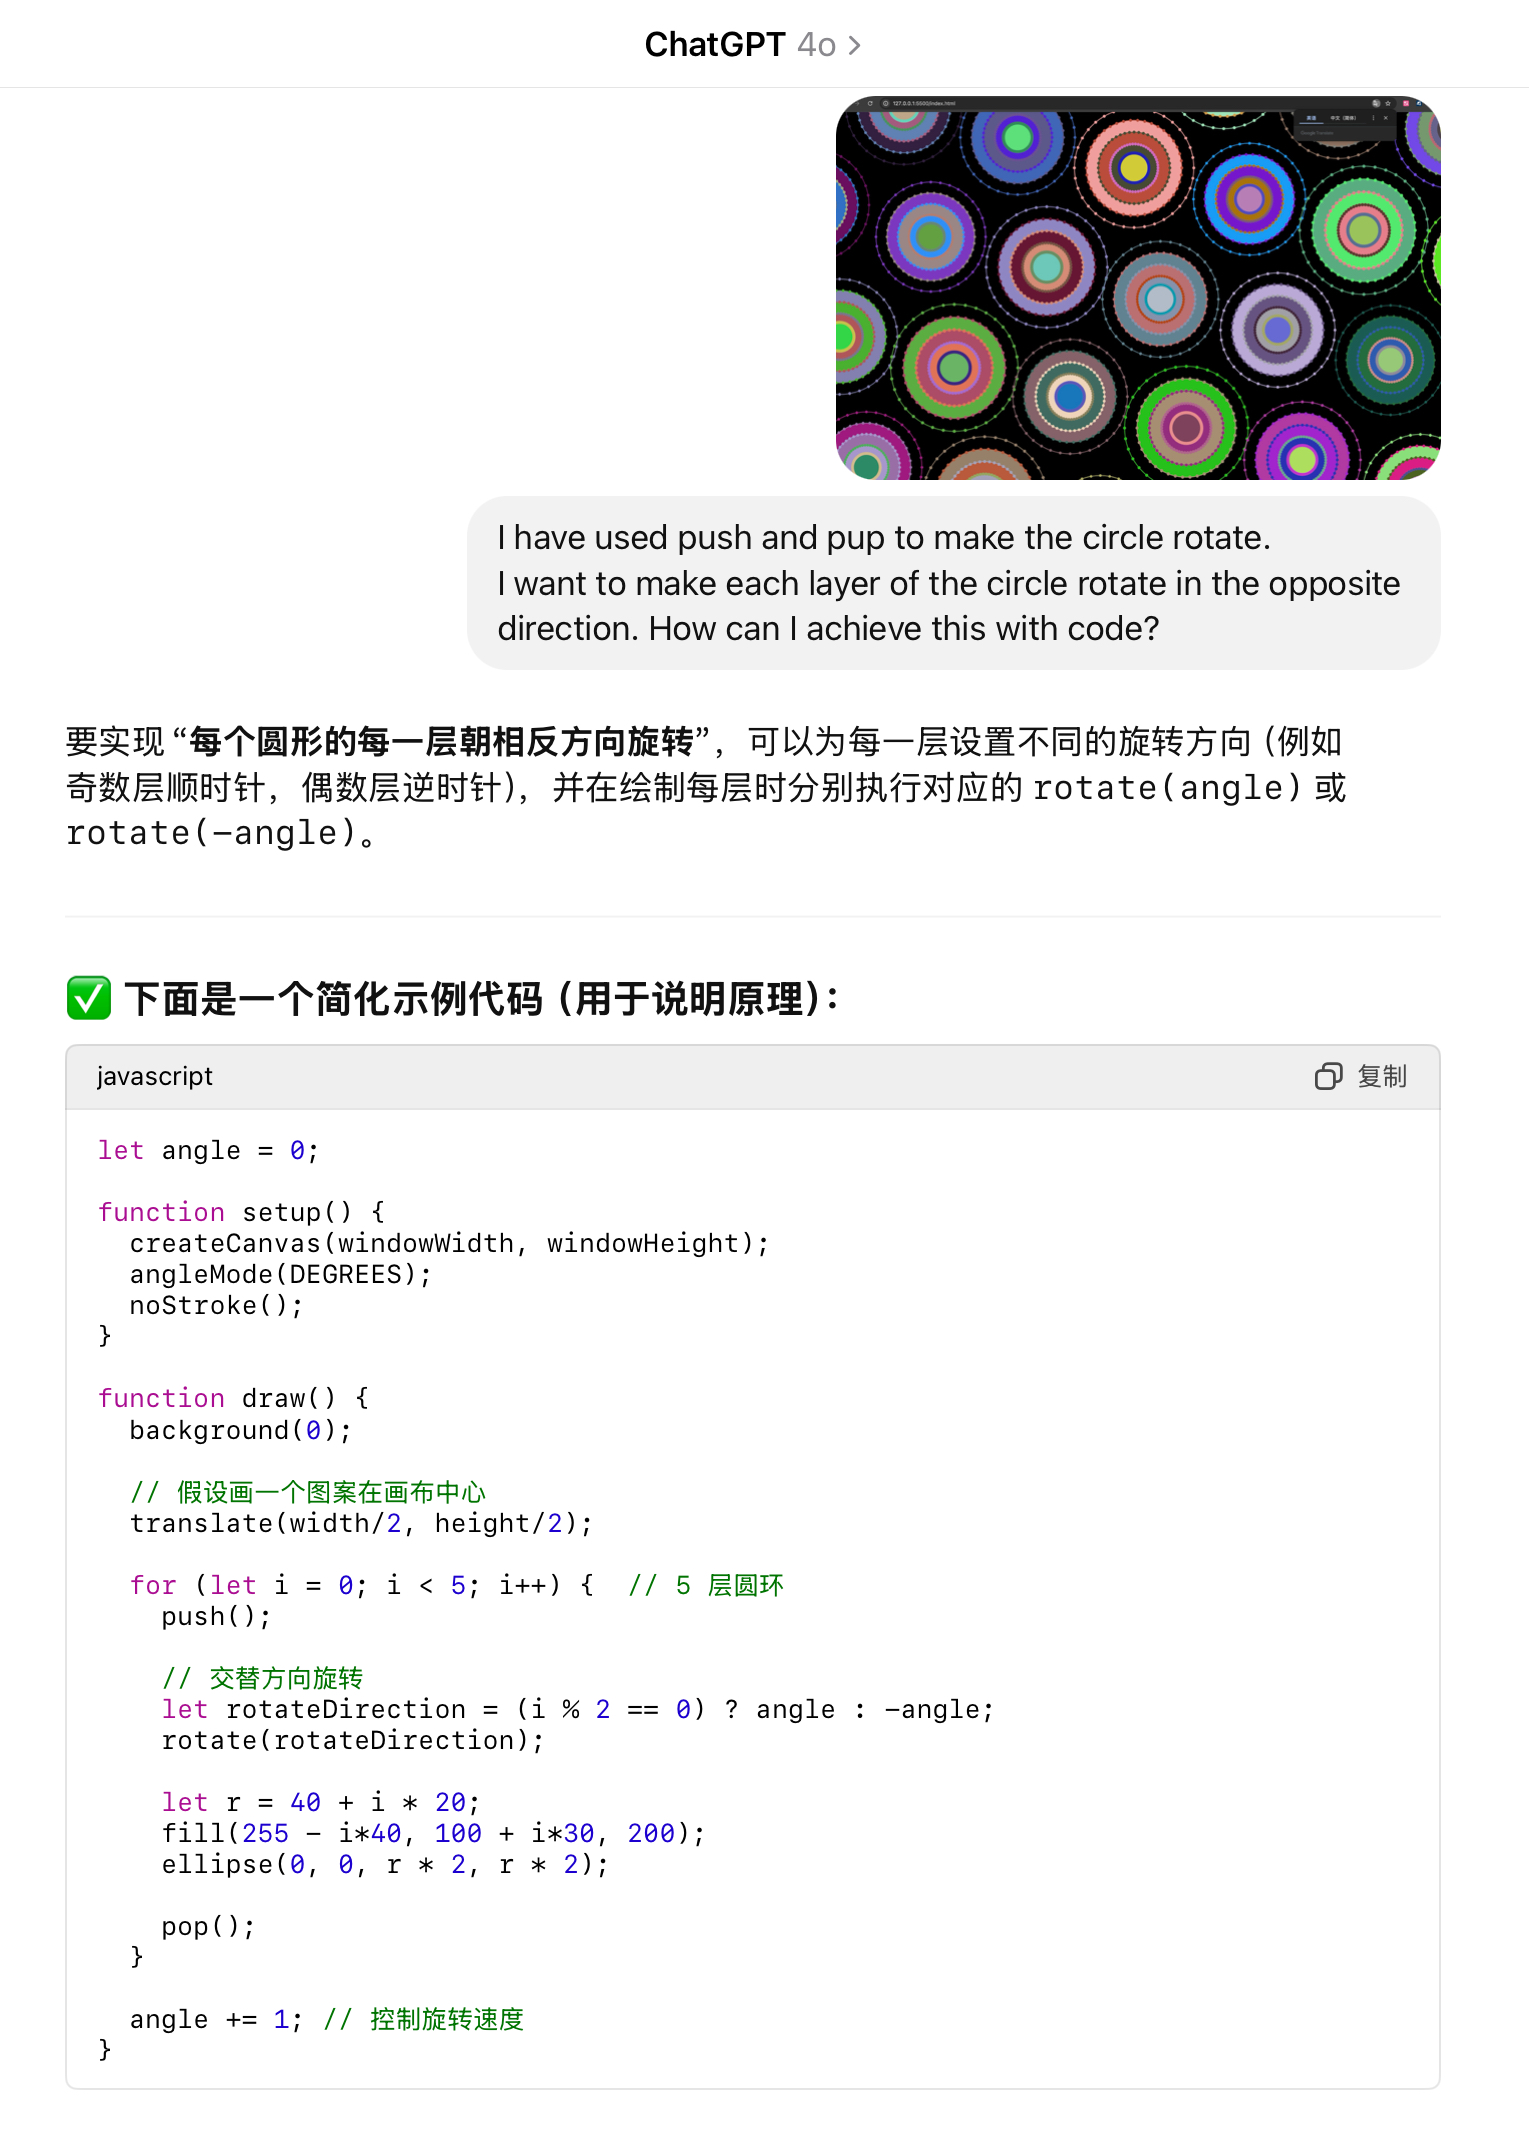 ChatGPT 4o >
127.0.0.1:5500/index.html
I have used push and pup to make the circle rotate.
I want to make each layer of the circle rotate in the opposite
direction. How can I achieve this with code?
要实现 “每个圆形的每一层朝相反方向旋转”，可以为每一层设置不同的旋转方向 (例如
奇数层顺时针，偶数层逆时针)，并在绘制每层时分别执行对应的 rotate(angle) 或
rotate(-angle)。
✅ 下面是一个简化示例代码 (用于说明原理)：
javascript
复制
let angle = 0;
function setup() {
  createCanvas(windowWidth, windowHeight);
  angleMode(DEGREES);
  noStroke();
}
function draw() {
  background(0);
  // 假设画一个图案在画布中心
  translate(width/2, height/2);
  for (let i = 0; i < 5; i++) {  // 5 层圆环
    push();
    // 交替方向旋转
    let rotateDirection = (i % 2 == 0) ? angle : -angle;
    rotate(rotateDirection);
    let r = 40 + i * 20;
    fill(255 - i*40, 100 + i*30, 200);
    ellipse(0, 0, r * 2, r * 2);
    pop();
  }
  angle += 1; // 控制旋转速度
}